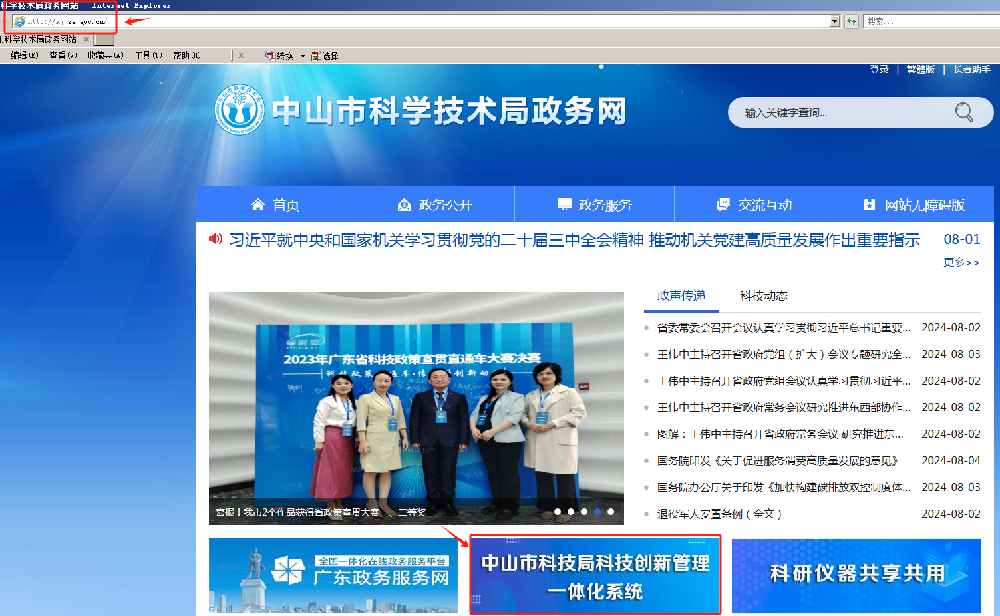 科学技术局政务网站 - Internet Explorer
http://kj.zs.gov.cn/
搜索...
市科学技术局政务网站
编辑(E) 查看(V) 收藏夹(A) 工具(T) 帮助(H) 转换 选择
登录 | 繁體版 | 长者助手
中山市科学技术局政务网
输入关键字查询...
首页 政务公开 政务服务 交流互动 网站无障碍版
习近平就中央和国家机关学习贯彻党的二十届三中全会精神 推动机关党建高质量发展作出重要指示 08-01
更多>>
政声传递 科技动态
省委常委会召开会议认真学习贯彻习近平总书记重要... 2024-08-02
王伟中主持召开省政府党组（扩大）会议专题研究全... 2024-08-03
王伟中主持召开省政府党组会议认真学习贯彻习近平... 2024-08-02
王伟中主持召开省政府常务会议研究推进东西部协作... 2024-08-02
图解：王伟中主持召开省政府常务会议 研究推进东... 2024-08-02
国务院印发《关于促进服务消费高质量发展的意见》 2024-08-04
国务院办公厅关于印发《加快构建碳排放双控制度体... 2024-08-03
退役军人安置条例（全文） 2024-08-02
2023年广东省科技政策宣贯直通车大赛决赛
喜报！我市2个作品获得省政策宣贯大赛一、二等奖
全国一体化在线政务服务平台
广东政务服务网
中山市科技局科技创新管理
一体化系统
科研仪器共享共用